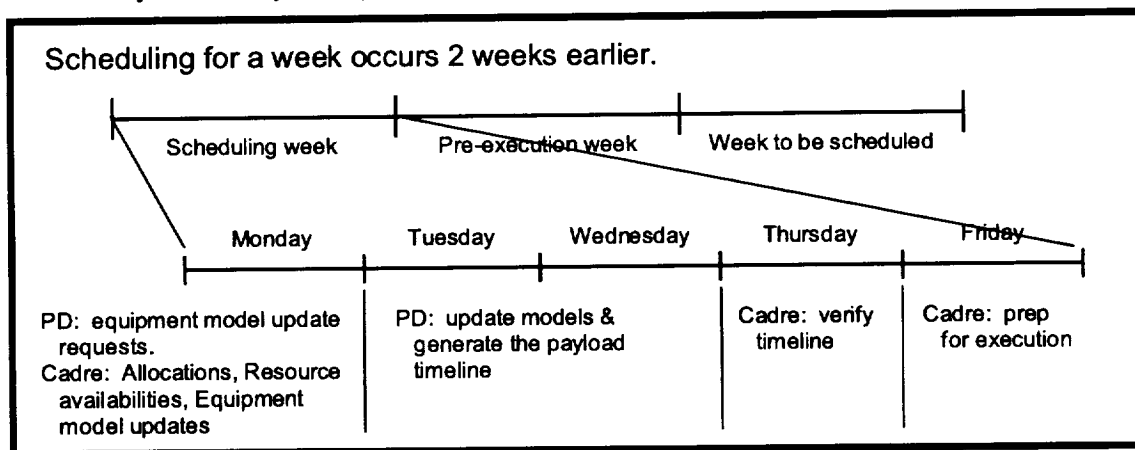 Scheduling for a week occurs 2 weeks earlier.
Scheduling week
Pre-execution week
Week to be scheduled
Monday
Tuesday
Wednesday
Thursday
Friday
PD: equipment model update
requests.
Cadre: Allocations, Resource
availabilities, Equipment
model updates
PD: update models &
generate the payload
timeline
Cadre: verify
timeline
Cadre: prep
for execution